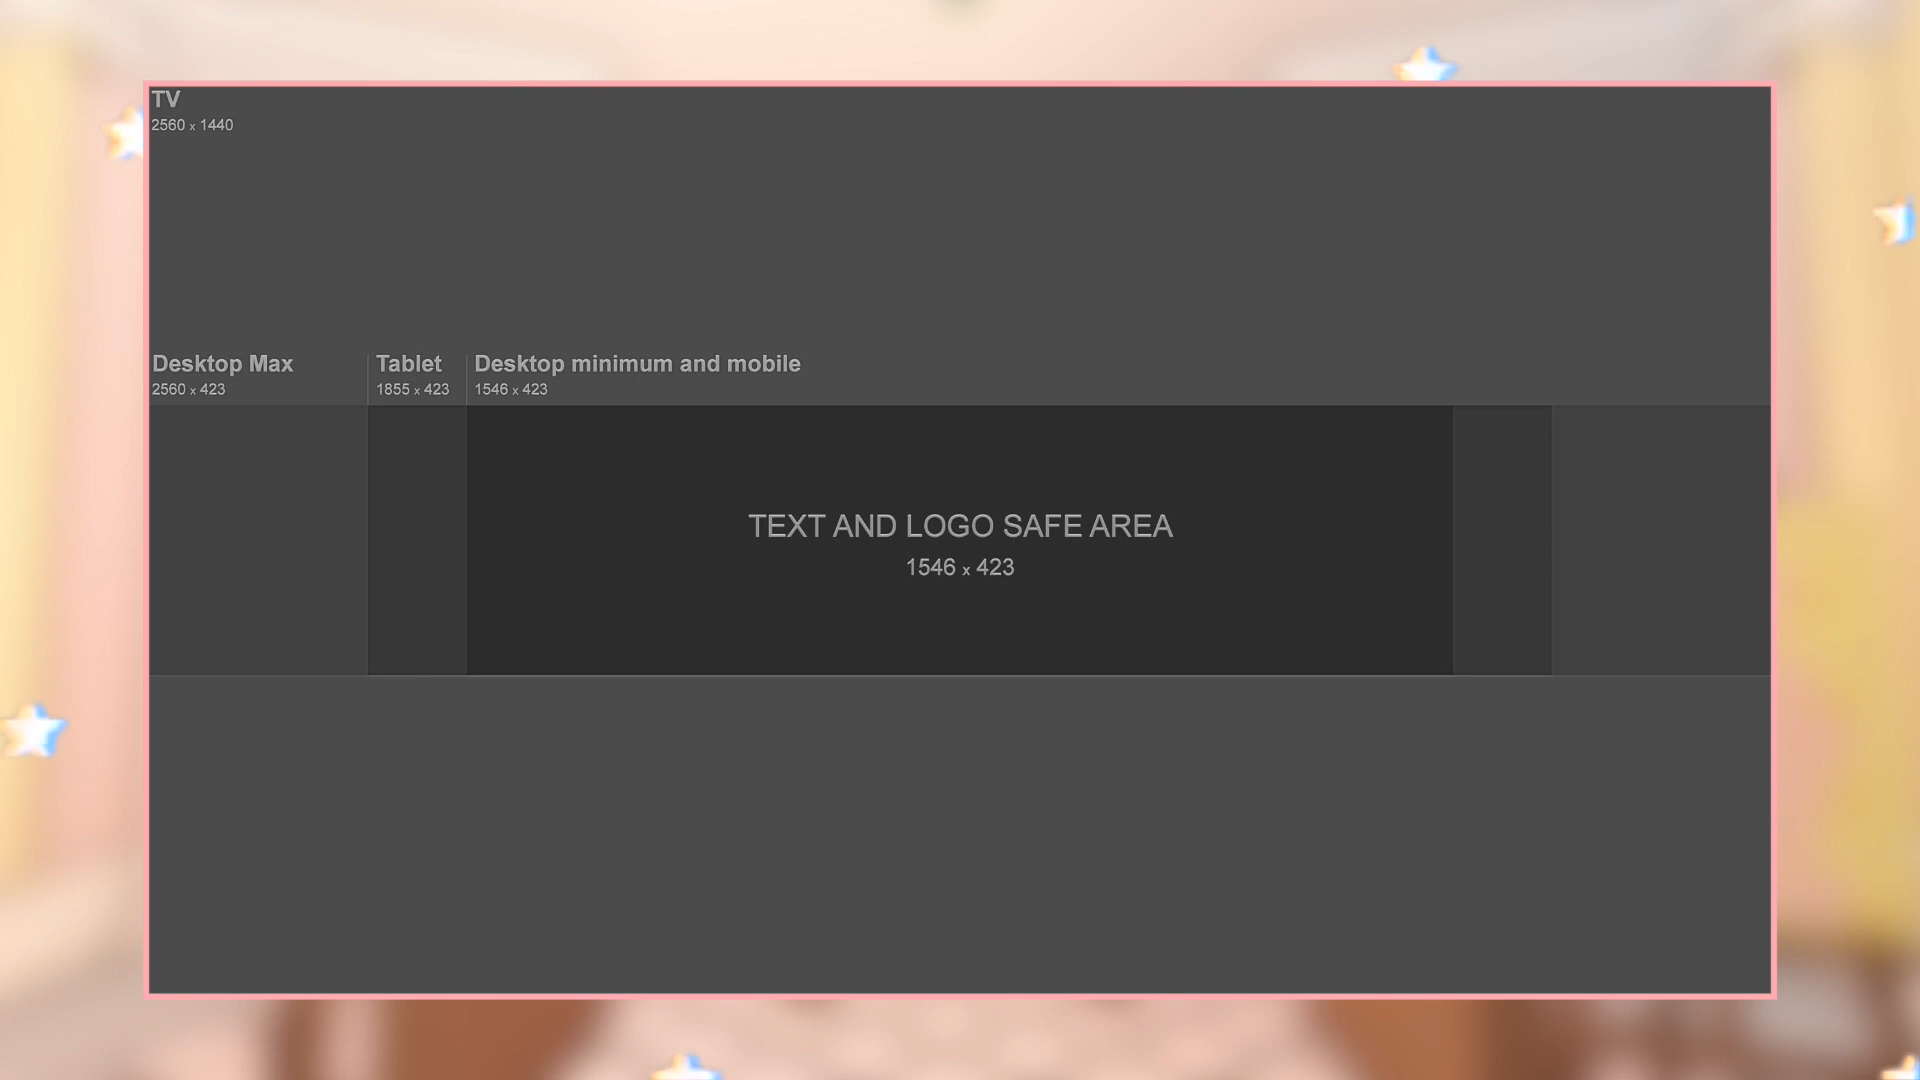 TV
2560 x 1440
Desktop Max
2560 x 423
Tablet
1855 x 423
Desktop minimum and mobile
1546 x 423
TEXT AND LOGO SAFE AREA
1546 x 423